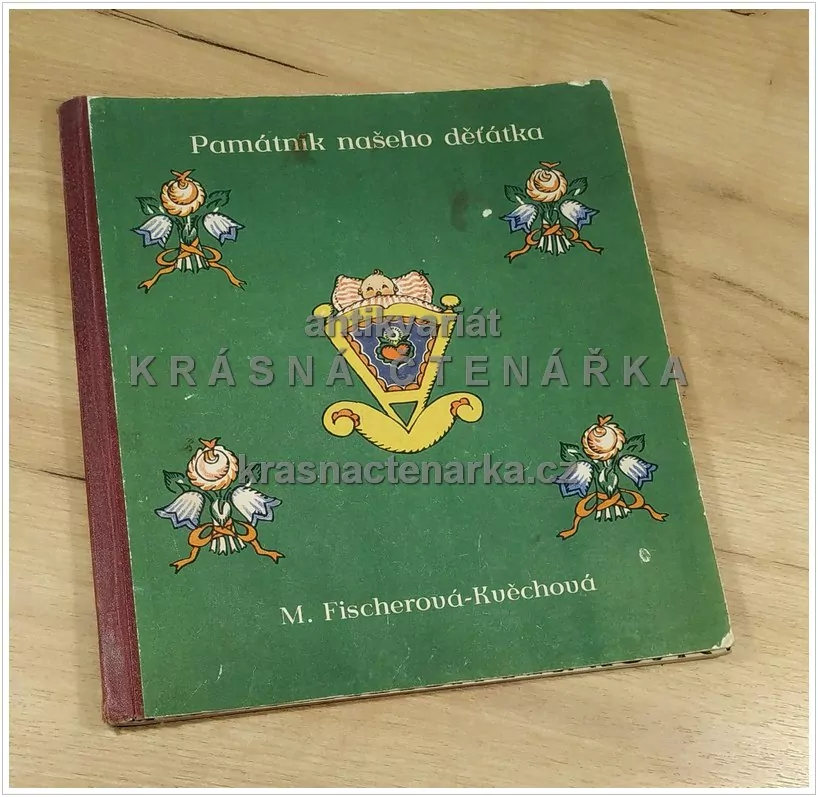 Památník našeho děťátka
antikvariát
KRÁSNÁ ČTENÁŘKA
krasnactenarka.cz
M. Fischerová-Kvěchová